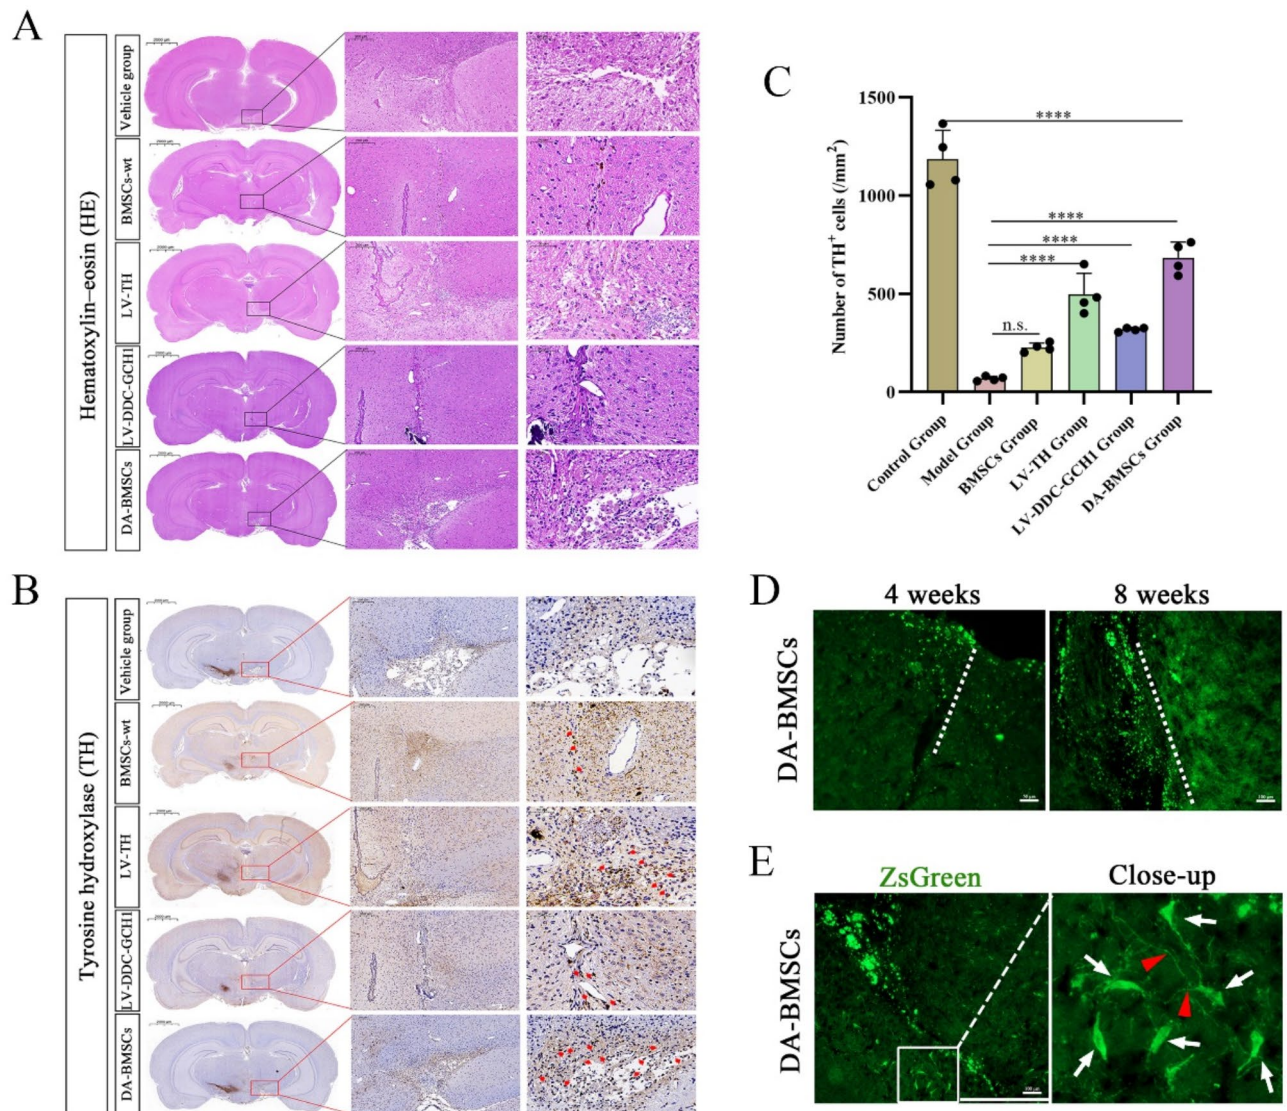 A
Hematoxylin–eosin (HE)
Vehicle group
BMSCs-wt
LV-TH
LV-DDC-GCH1
DA-BMSCs
B
Tyrosine hydroxylase (TH)
Vehicle group
BMSCs-wt
LV-TH
LV-DDC-GCH1
DA-BMSCs
C
Number of TH+ cells (/mm2)
1500
1000
500
0
****
****
****
****
n.s.
Control Group
Model Group
BMSCs Group
LV-TH Group
LV-DDC-GCH1 Group
DA-BMSCs Group
D
4 weeks
8 weeks
DA-BMSCs
E
ZsGreen
Close-up
DA-BMSCs